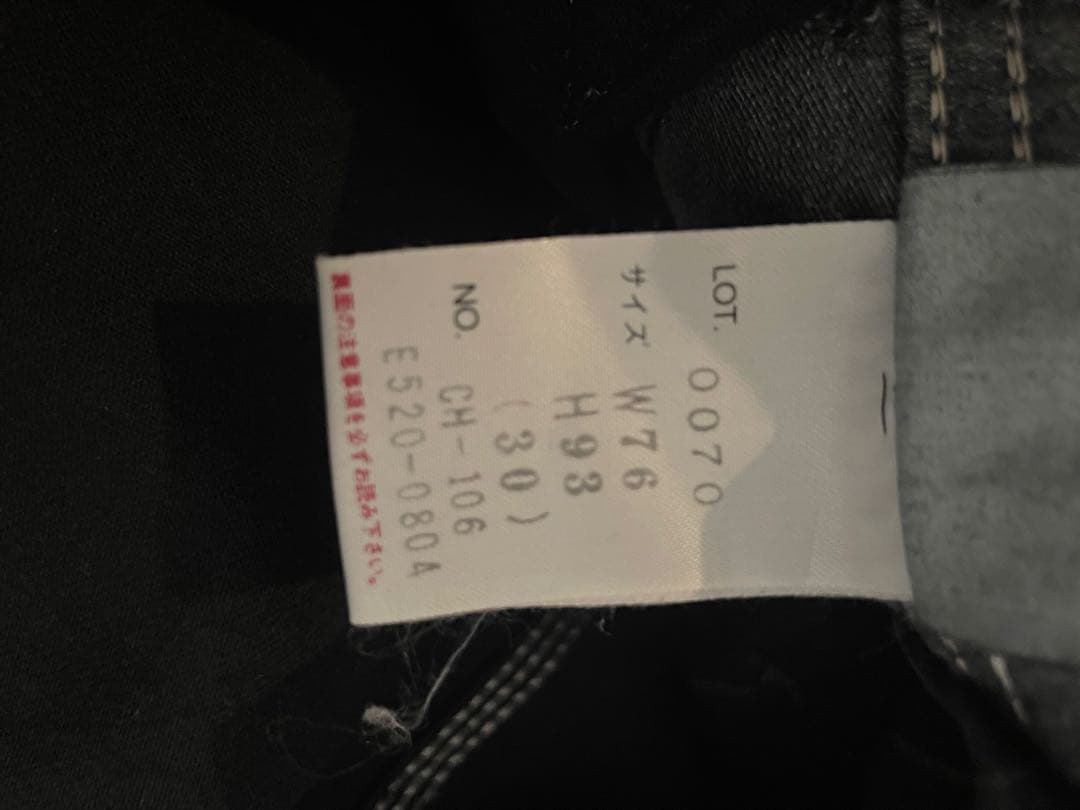 LOT. 0070
サイズ W76
H93
(30)
NO. CH-106
E520-080A
裏面の注意事項を必ずお読み下さい。